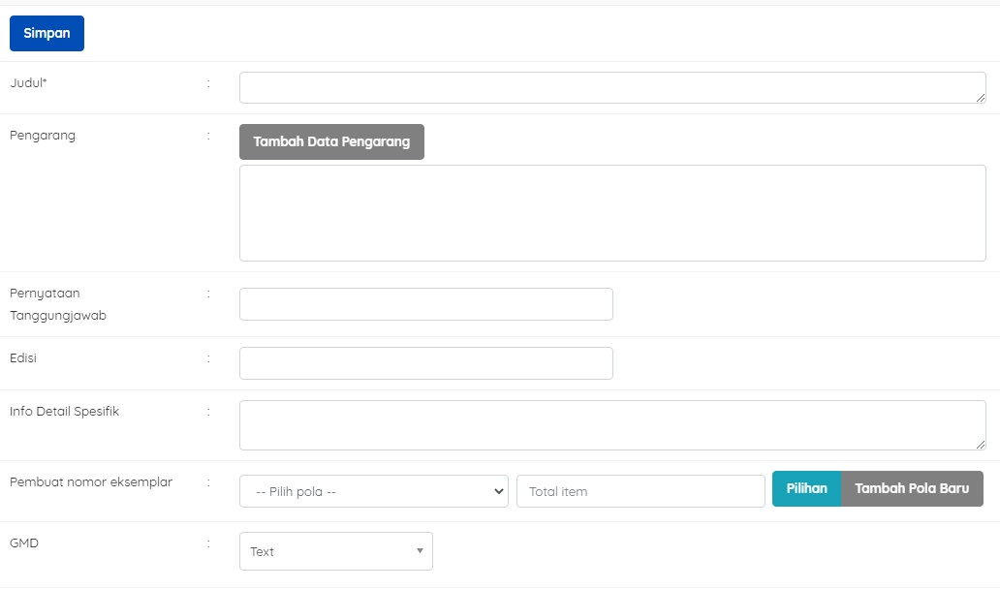 Simpan
Judul* :
Pengarang : Tambah Data Pengarang
Pernyataan :
Tanggungjawab
Edisi :
Info Detail Spesifik :
Pembuat nomor eksemplar : -- Pilih pola -- Total item Pilihan Tambah Pola Baru
GMD : Text